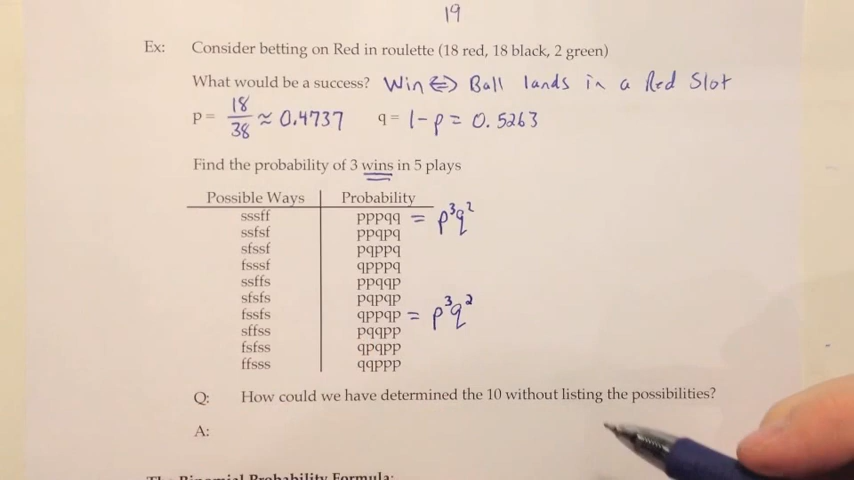 19
Ex: Consider betting on Red in roulette (18 red, 18 black, 2 green)
What would be a success? Win ⇔ Ball lands in a Red Slot
p = 18/38 ≈ 0.4737 q = 1-p = 0.5263
Find the probability of 3 wins in 5 plays
Possible Ways Probability
sssff pppqq = p³q²
ssfsf ppqpq
sfssf pqppq
fsssf qpppq
ssffs ppqqp
sfsfs pqpqp
fssfs qppqp = p³q²
sffss pqqpp
fsfss qpqpp
ffsss qqppp
Q: How could we have determined the 10 without listing the possibilities?
A:
The Binomial Probability Formula: